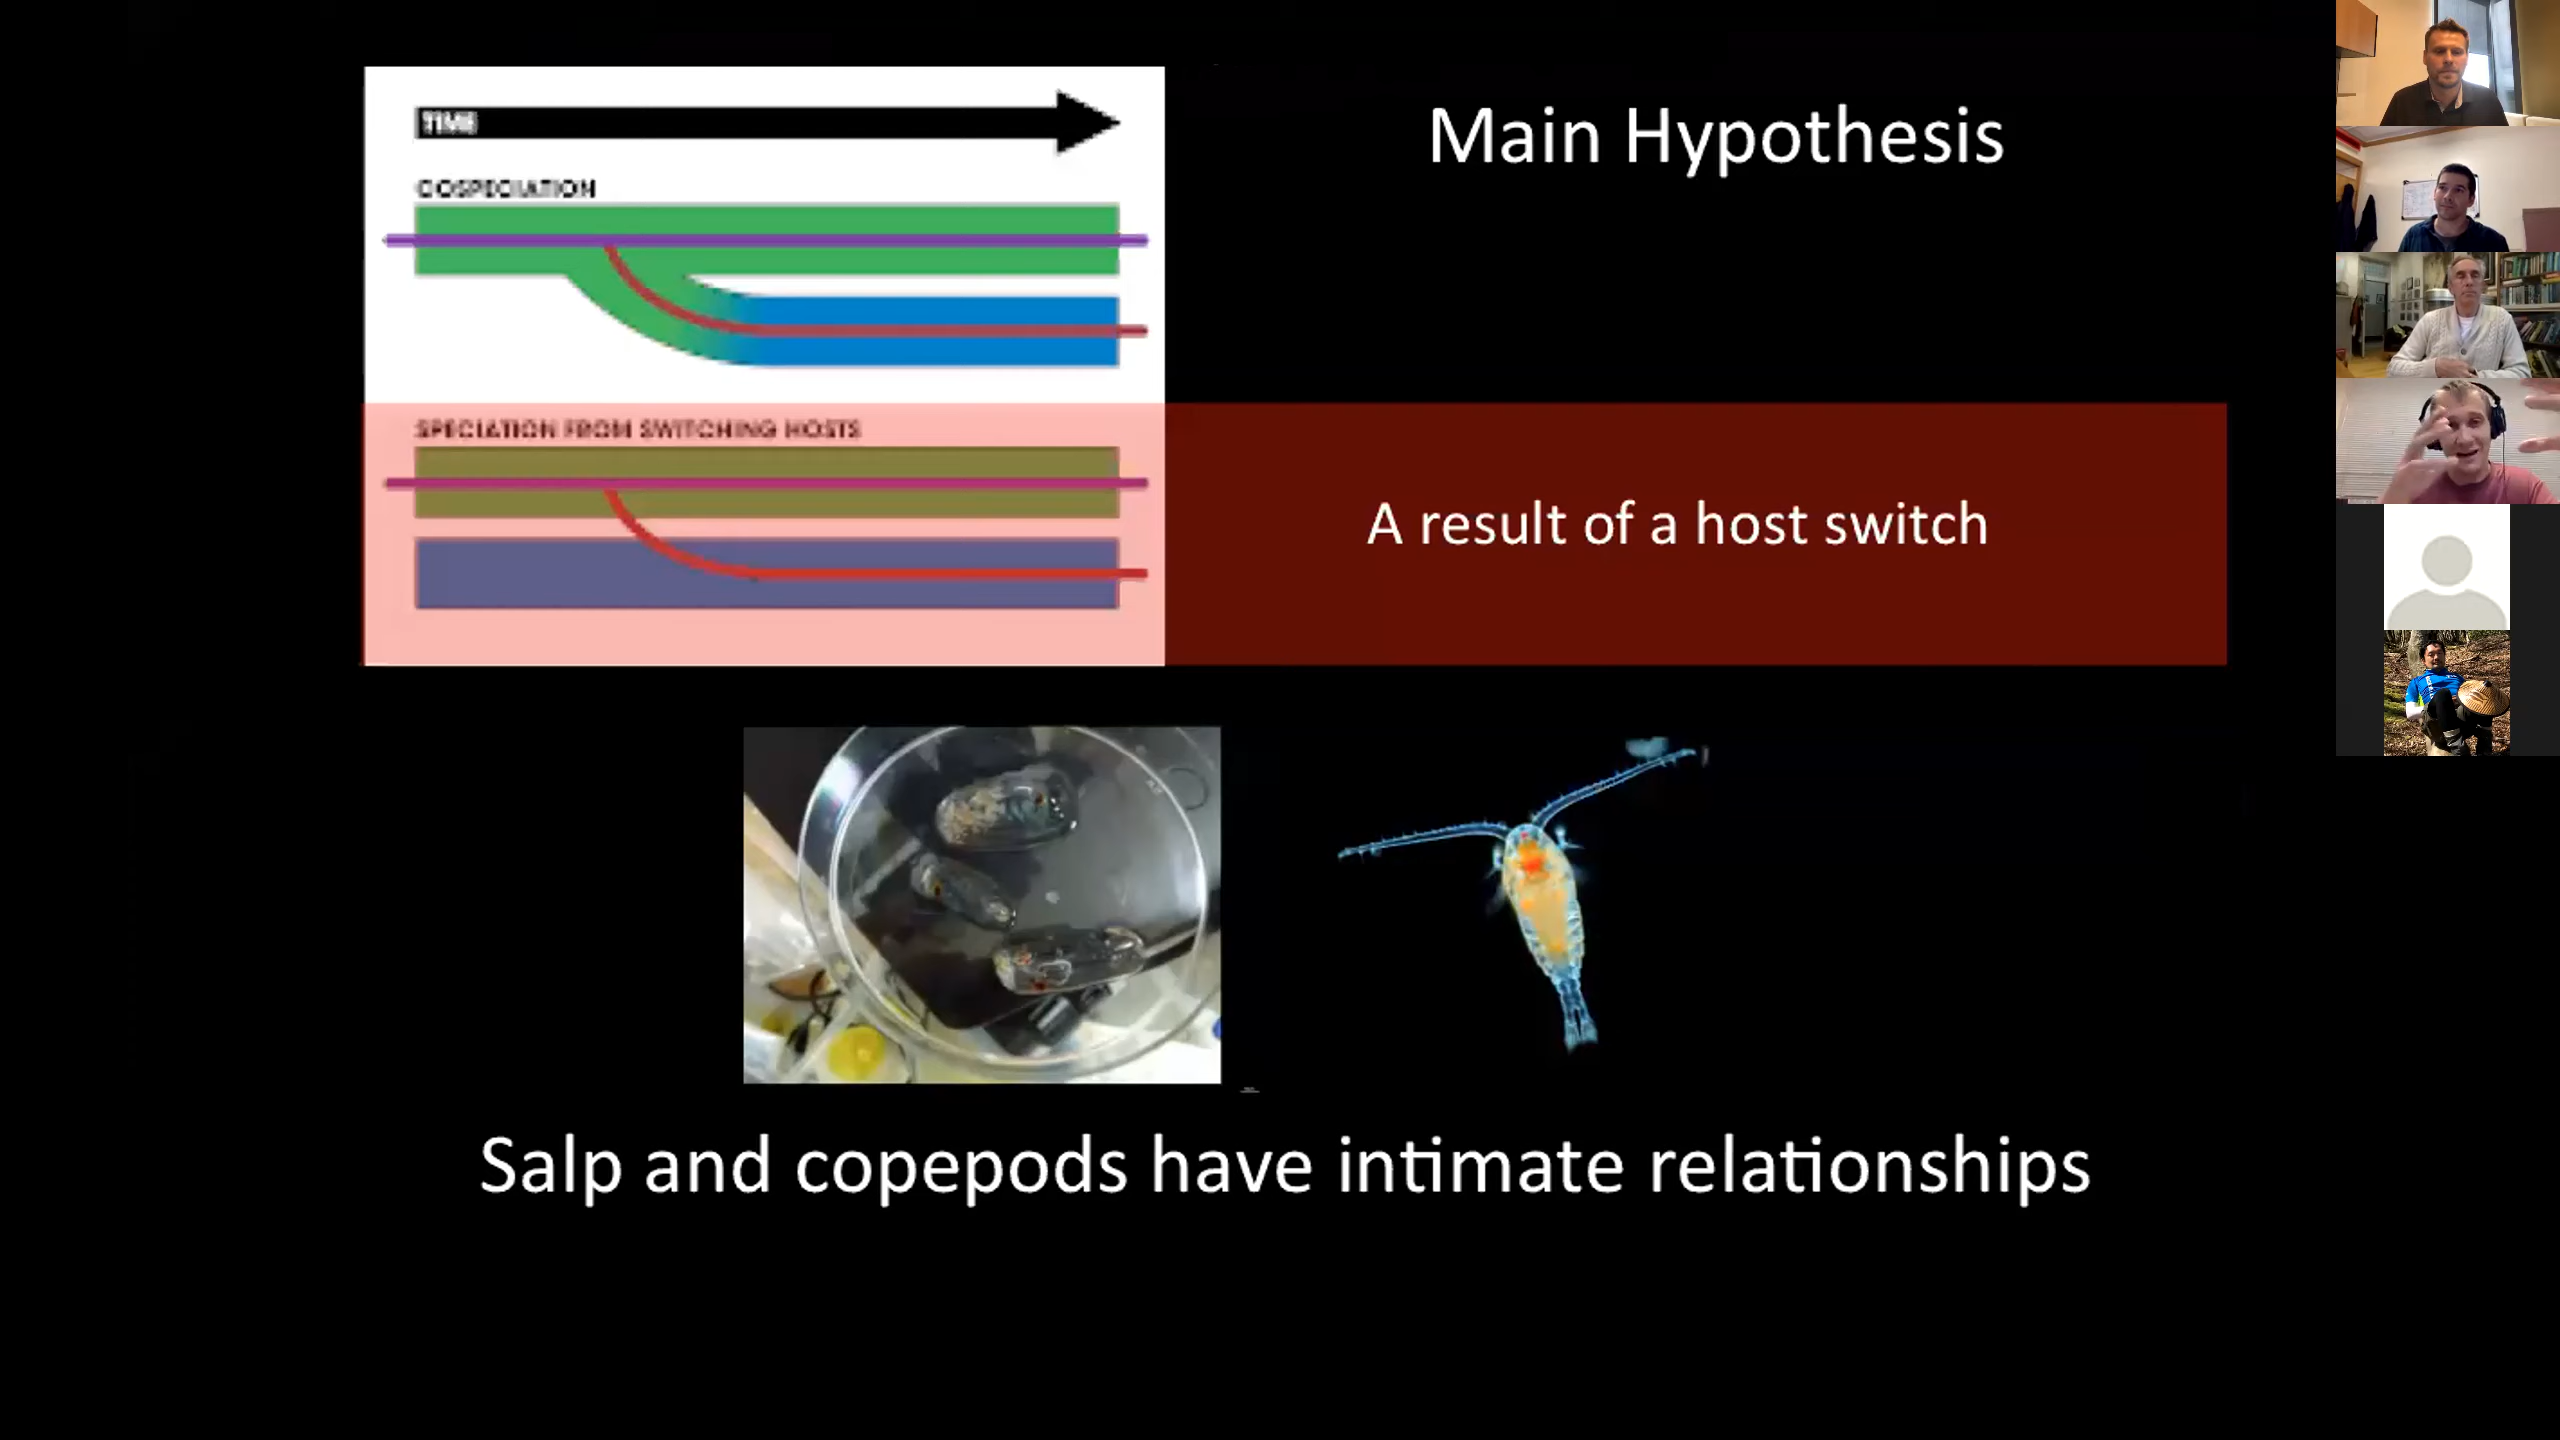 TIME
Main Hypothesis
COSPECIATION
SPECIATION FROM SWITCHING HOSTS
A result of a host switch
Salp and copepods have intimate relationships